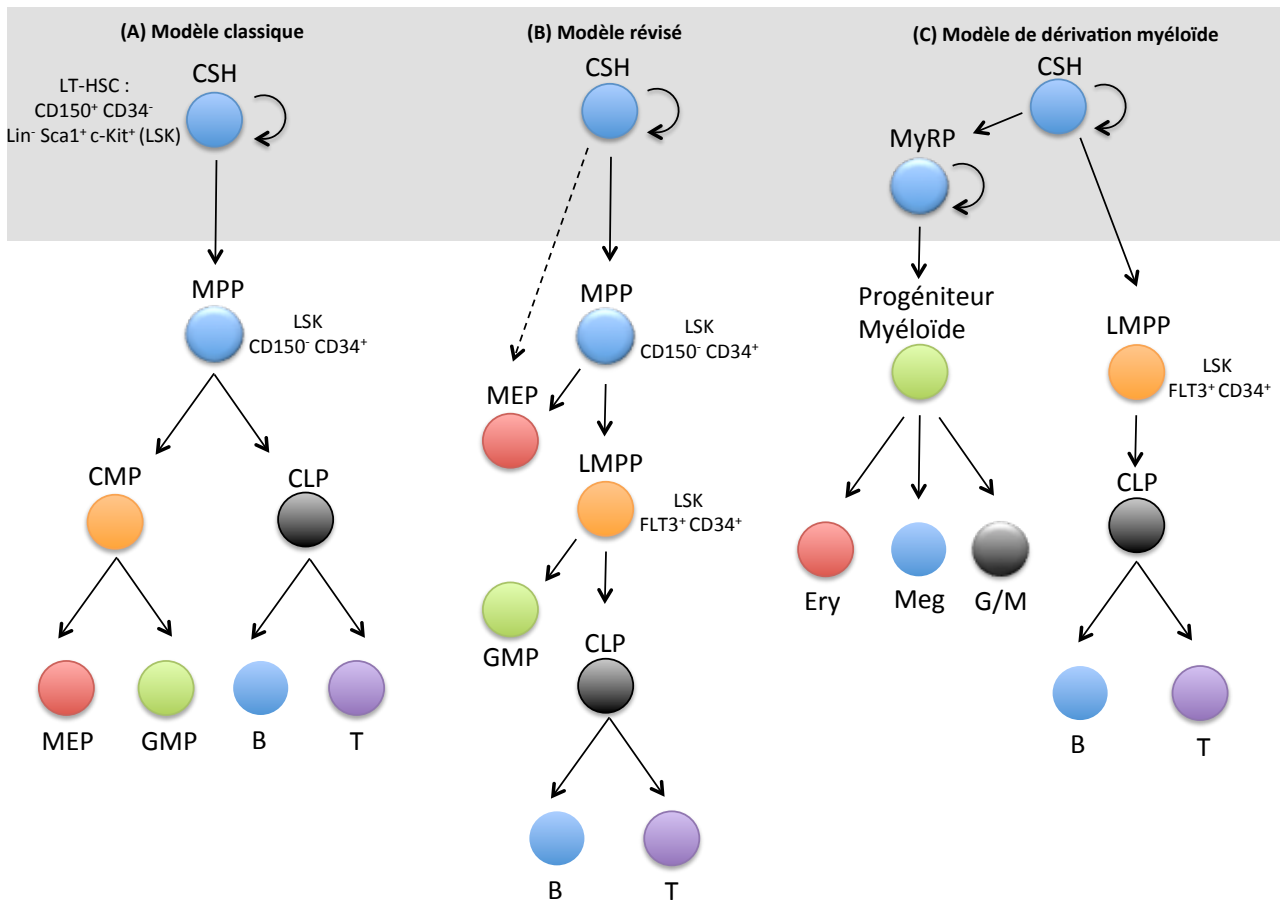 (A) Modèle classique
CSH
LT-HSC :
CD150⁺ CD34⁻
Lin⁻ Sca1⁺ c-Kit⁺ (LSK)
MPP
LSK
CD150⁻ CD34⁺
CMP
CLP
MEP
GMP
B
T
(B) Modèle révisé
CSH
MPP
LSK
CD150⁻ CD34⁺
MEP
LMPP
LSK
FLT3⁺ CD34⁺
GMP
CLP
B
T
(C) Modèle de dérivation myéloïde
CSH
MyRP
Progéniteur
Myéloïde
LMPP
LSK
FLT3⁺ CD34⁺
CLP
Ery
Meg
G/M
B
T